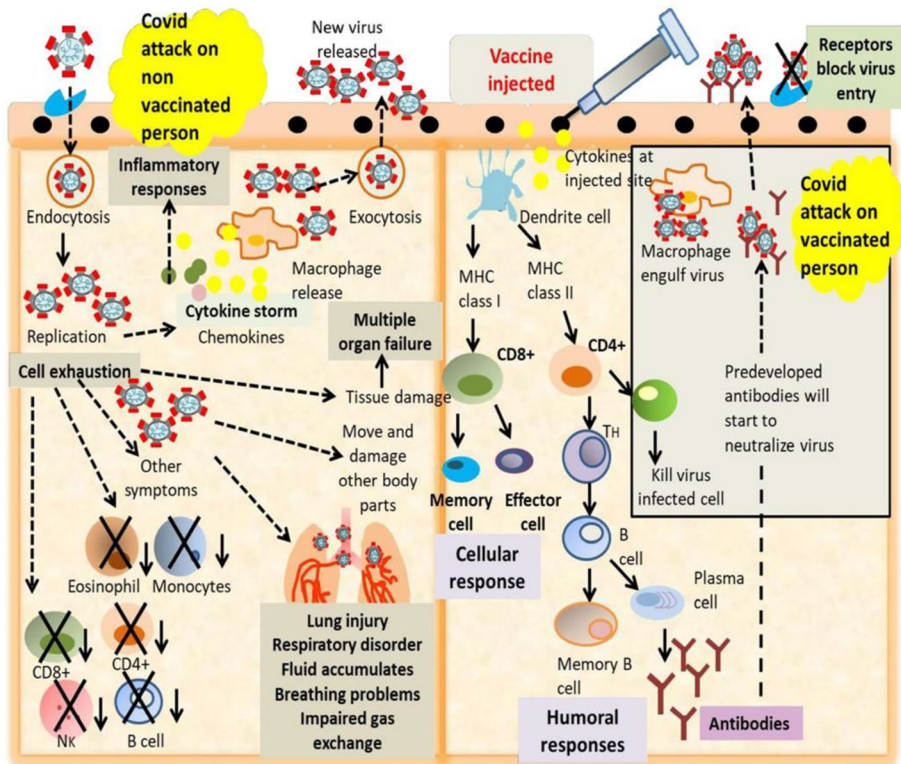 Covid
attack on
non
vaccinated
person
New virus
released
Vaccine
injected
Receptors
block virus
entry
Inflammatory
responses
Endocytosis
Exocytosis
Macrophage
release
Cytokine storm
Chemokines
Replication
Multiple
organ failure
Cell exhaustion
Tissue damage
Move and
damage
other body
parts
Other
symptoms
Eosinophil
Monocytes
CD8+
CD4+
NK
B cell
Lung injury
Respiratory disorder
Fluid accumulates
Breathing problems
Impaired gas
exchange
Cytokines at
injected site
Dendrite cell
MHC
class I
MHC
class II
CD8+
CD4+
TH
Memory
cell
Effector
cell
Cellular
response
B
cell
Plasma
cell
Memory B
cell
Humoral
responses
Antibodies
Macrophage
engulf virus
Covid
attack on
vaccinated
person
Predeveloped
antibodies will
start to
neutralize virus
Kill virus
infected cell